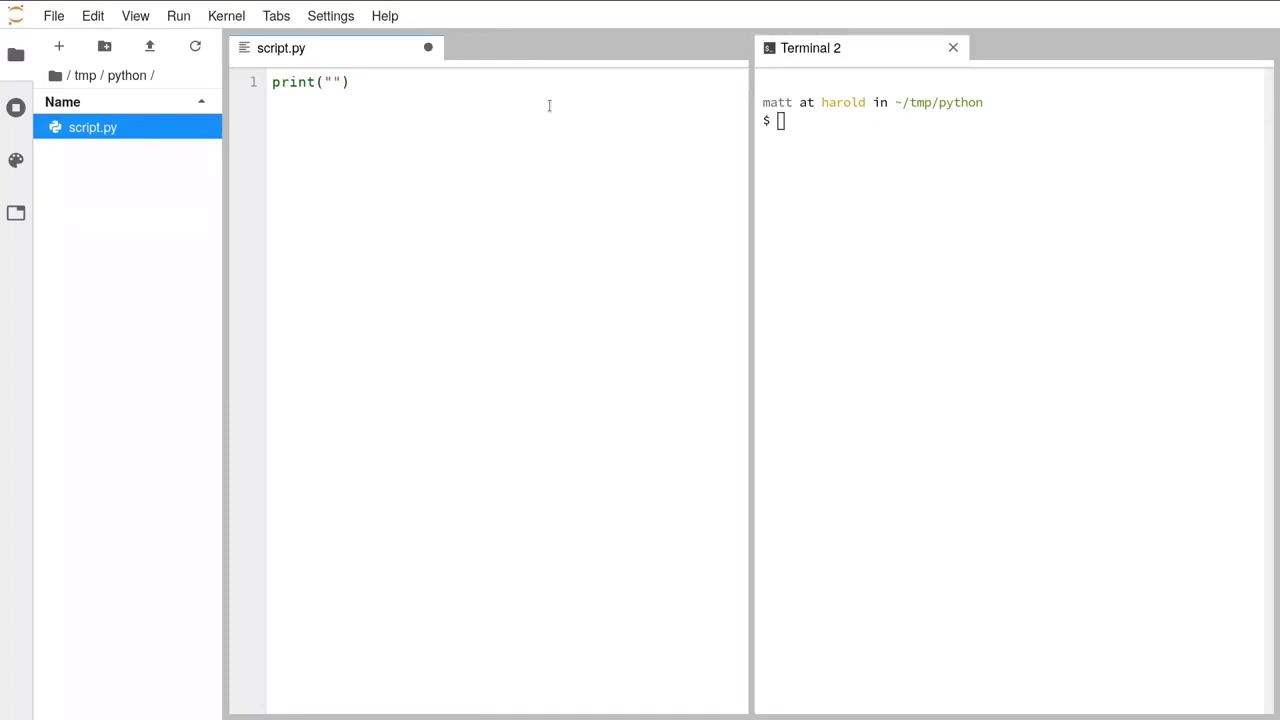 File Edit View Run Kernel Tabs Settings Help
script.py
Terminal 2
/ tmp / python /
Name
script.py
1 print("")
matt at harold in ~/tmp/python
$